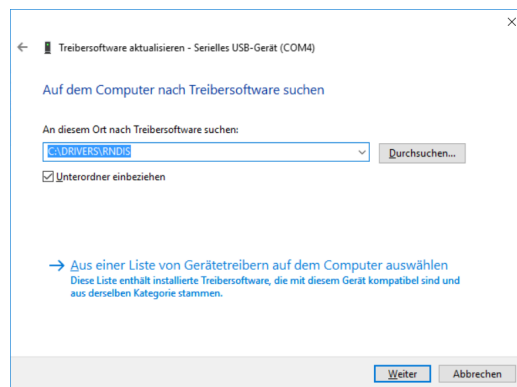 Treibersoftware aktualisieren - Serielles USB-Gerät (COM4)
Auf dem Computer nach Treibersoftware suchen
An diesem Ort nach Treibersoftware suchen:
C:\DRIVERS\RNDIS
Durchsuchen...
Unterordner einbeziehen
Aus einer Liste von Gerätetreibern auf dem Computer auswählen
Diese Liste enthält installierte Treibersoftware, die mit diesem Gerät kompatibel sind und
aus derselben Kategorie stammen.
Weiter
Abbrechen